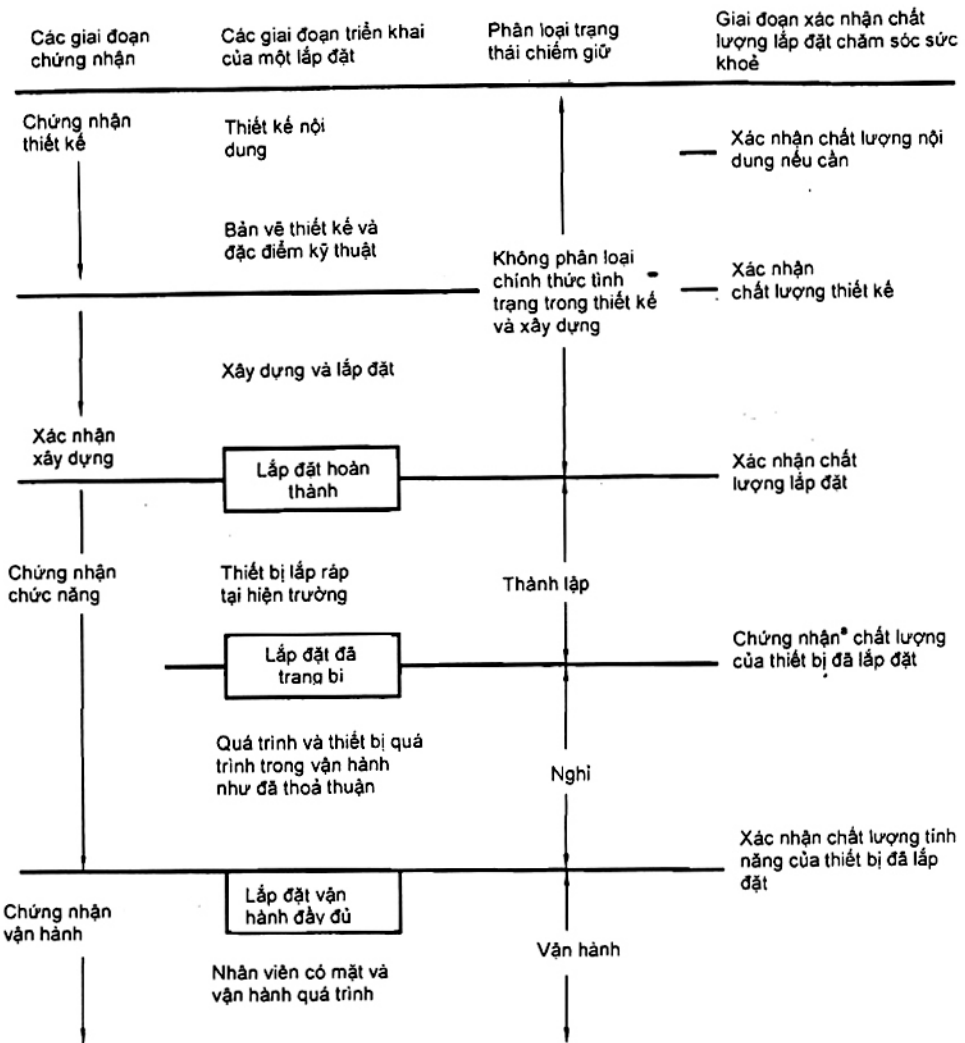 Các giai đoạn
chứng nhận
Các giai đoạn triển khai
của một lắp đặt
Phân loại trạng
thái chiếm giữ
Giai đoạn xác nhận chất
lượng lắp đặt chăm sóc sức
khoẻ
Chứng nhận
thiết kế
Thiết kế nội
dung
Xác nhận chất lượng nội
dung nếu cần
Bản vẽ thiết kế và
đặc điểm kỹ thuật
Không phân loại
chính thức tình
trạng trong thiết kế
và xây dựng
Xác nhận
chất lượng thiết kế
Xây dựng và lắp đặt
Xác nhận
xây dựng
Lắp đặt hoàn
thành
Xác nhận chất
lượng lắp đặt
Chứng nhận
chức năng
Thiết bị lắp ráp
tại hiện trường
Thành lập
Lắp đặt đã
trang bi
Chứng nhận chất lượng
của thiết bị đã lắp đặt
Quá trình và thiết bị quá
trình trong vận hành
như đã thoả thuận
Nghỉ
Xác nhận chất lượng tính
năng của thiết bị đã lắp
đặt
Chứng nhận
vận hành
Lắp đặt vận
hành đầy đủ
Vận hành
Nhân viên có mặt và
vận hành quá trình